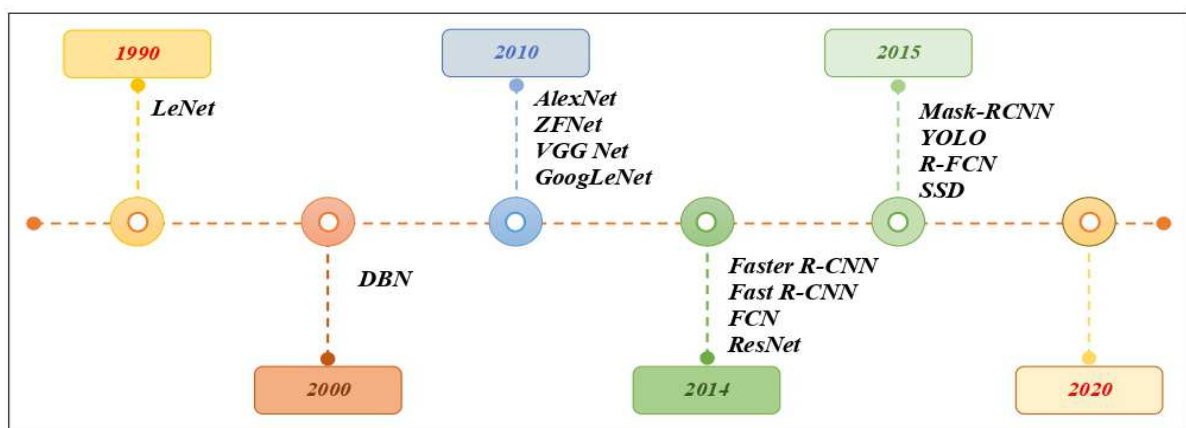 1990
LeNet
2000
DBN
2010
AlexNet
ZFNet
VGG Net
GoogLeNet
2014
Faster R-CNN
Fast R-CNN
FCN
ResNet
2015
Mask-RCNN
YOLO
R-FCN
SSD
2020